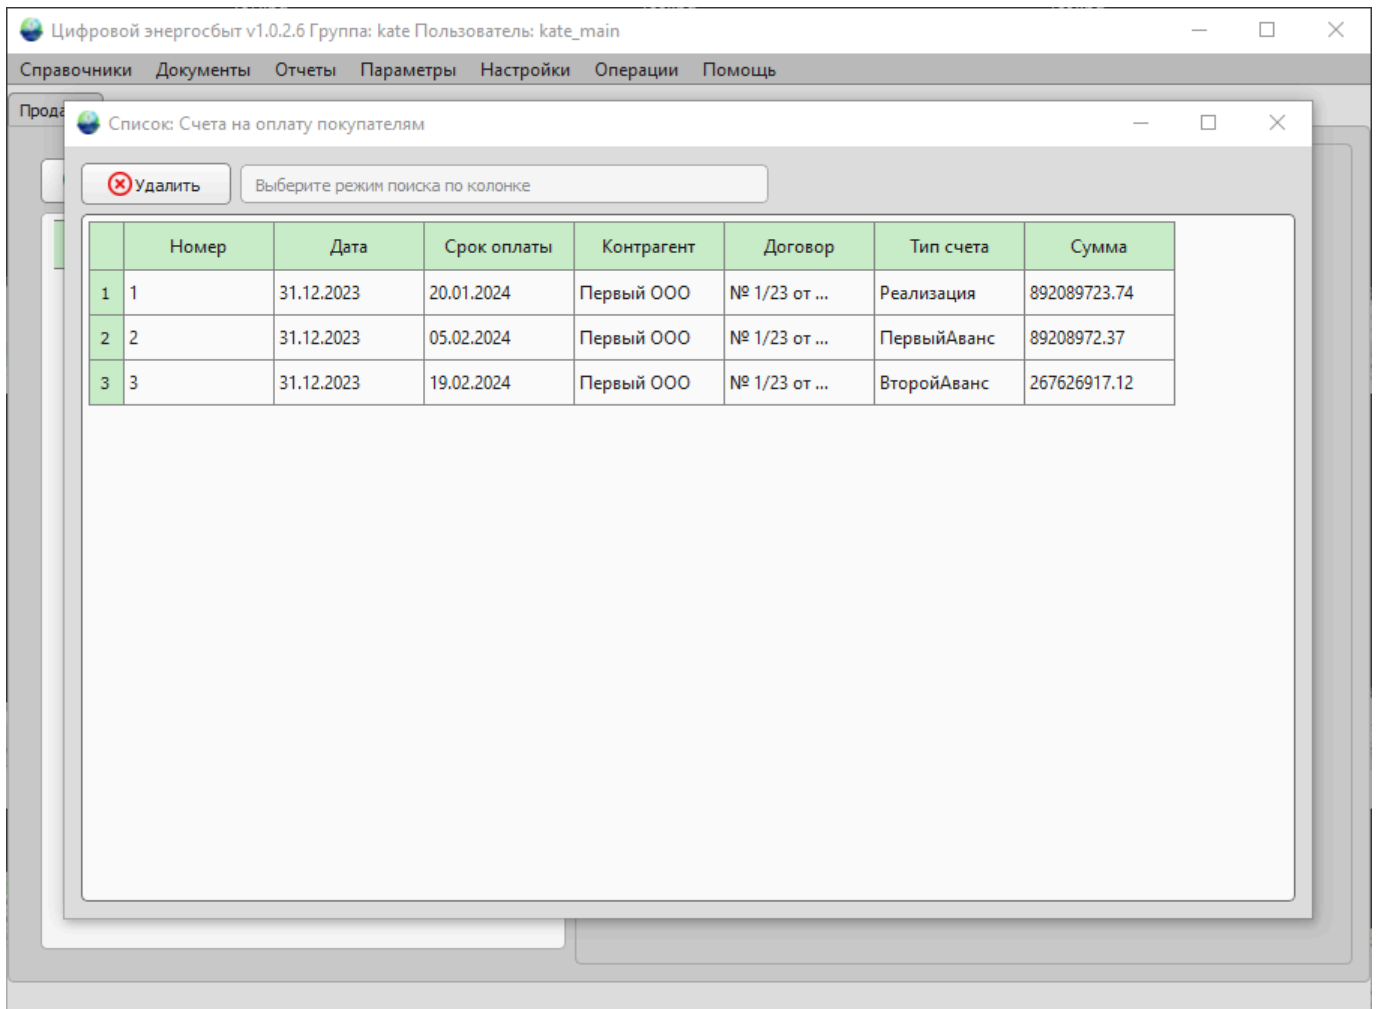 Цифровой энергосбыт v1.0.2.6 Группа: kate Пользователь: kate_main
Справочники Документы Отчеты Параметры Настройки Операции Помощь
Прода
Список: Счета на оплату покупателям
Удалить Выберите режим поиска по колонке
Номер Дата Срок оплаты Контрагент Договор Тип счета Сумма
1 1 31.12.2023 20.01.2024 Первый ООО № 1/23 от ... Реализация 892089723.74
2 2 31.12.2023 05.02.2024 Первый ООО № 1/23 от ... ПервыйАванс 89208972.37
3 3 31.12.2023 19.02.2024 Первый ООО № 1/23 от ... ВторойАванс 267626917.12